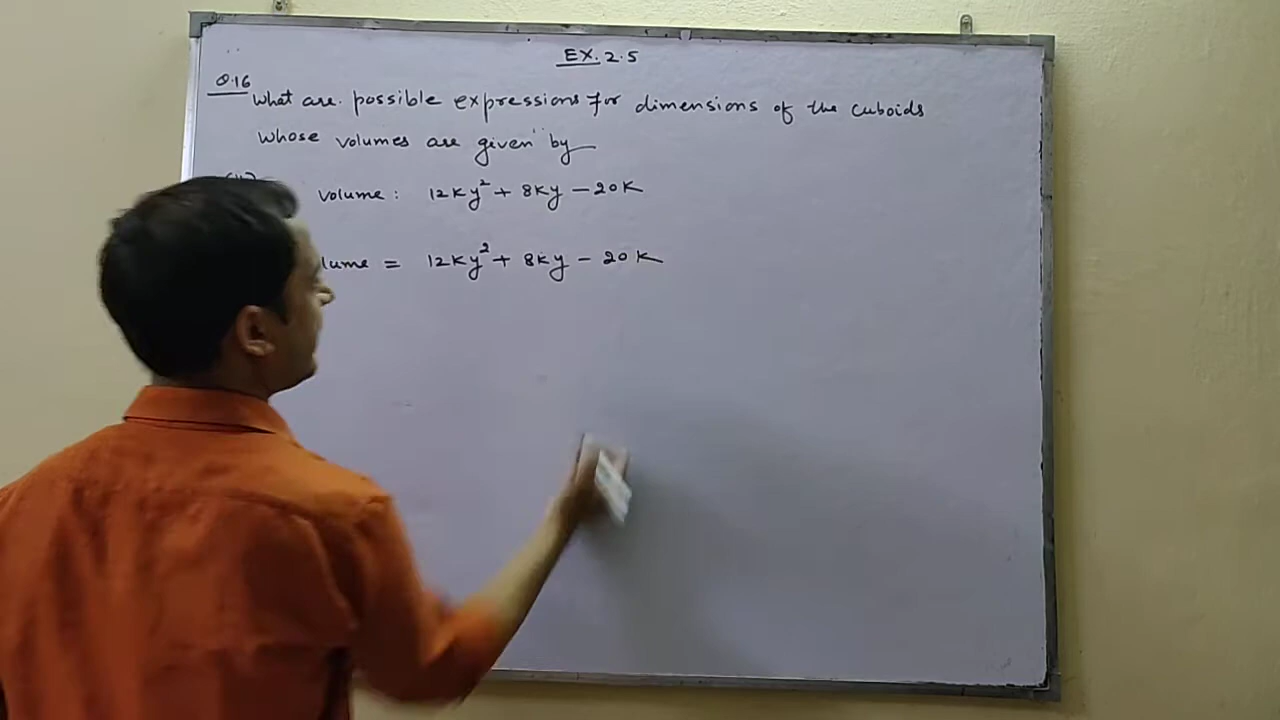 EX. 2.5
Q.16
What are possible expressions for dimensions of the cuboids
whose volumes are given by
volume : 12Ky² + 8Ky - 20K
lume = 12Ky² + 8Ky - 20K